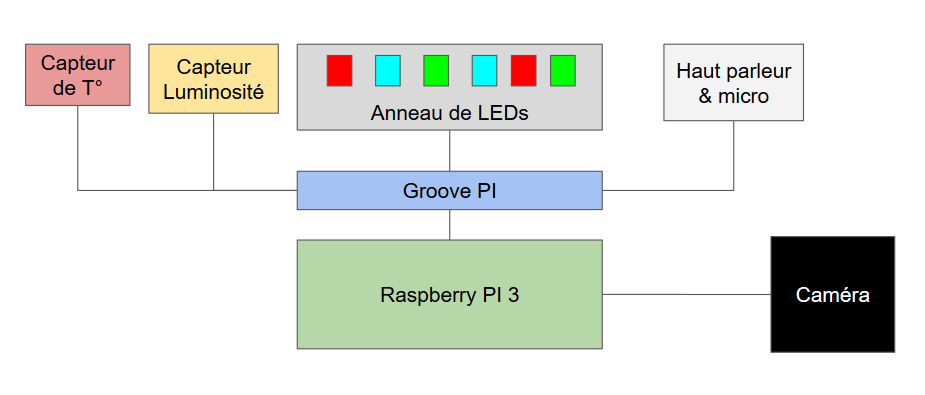 Capteur
de T°
Capteur
Luminosité
Anneau de LEDs
Haut parleur
& micro
Groove PI
Raspberry PI 3
Caméra